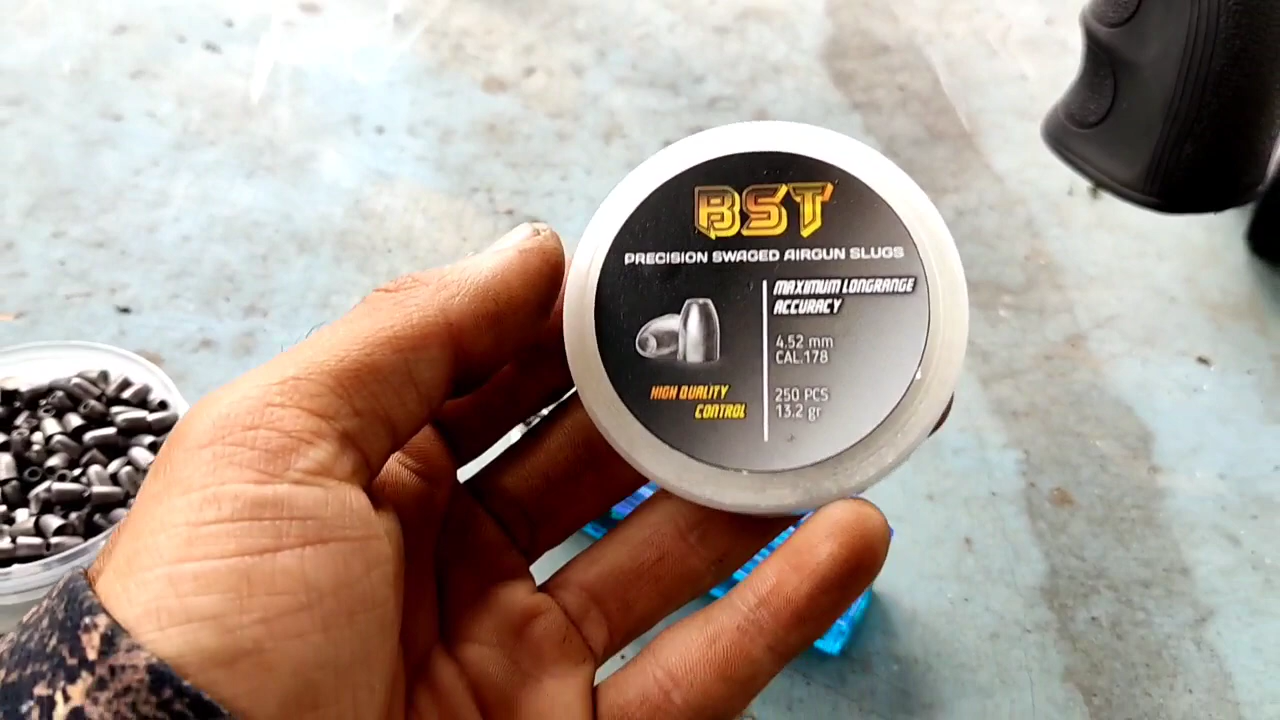 BST
PRECISION SWAGED AIRGUN SLUGS
MAXIMUM LONGRANGE
ACCURACY
4.52 mm
CAL.178
HIGH QUALITY
CONTROL
250 PCS
13.2 gr